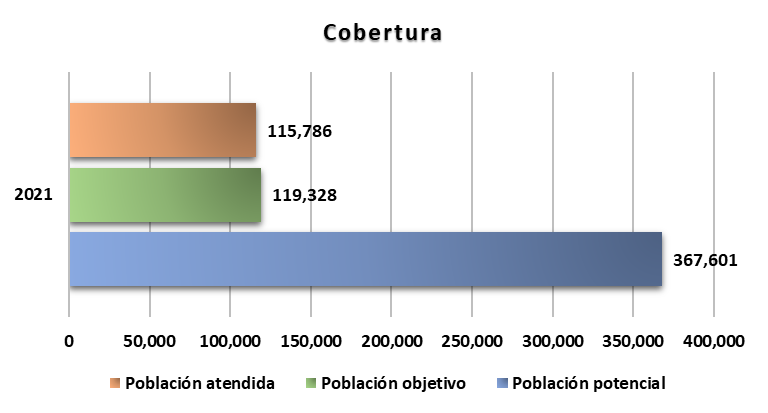 Cobertura
115,786
2021
119,328
367,601
0 50,000 100,000 150,000 200,000 250,000 300,000 350,000 400,000
Población atendida Población objetivo Población potencial